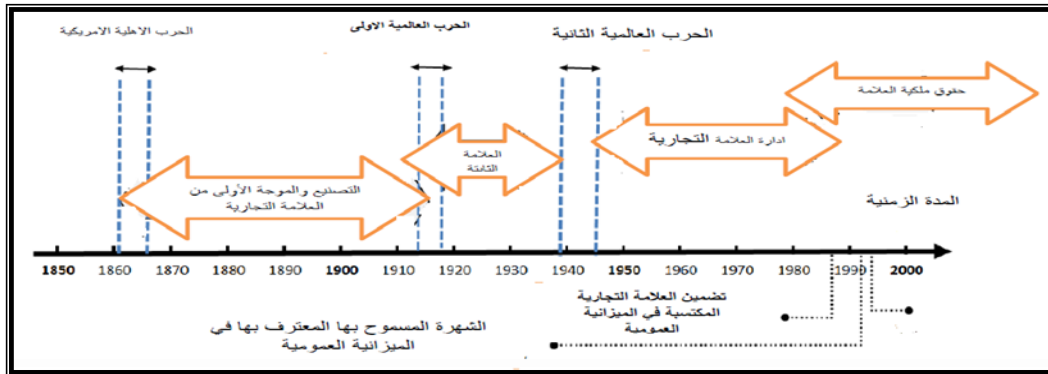 الحرب الاهلية الامريكية
الحرب العالمية الاولى
الحرب العالمية الثانية
حقوق ملكية العلامة
ادارة العلامة التجارية
العلامة
الثابتة
التصنيع والموجة الأولى من
العلامة التجارية
المدة الزمنية
1850 1860 1870 1880 1890 1900 1910 1920 1930 1940 1950 1960 1970 1980 1990 2000
تضمين العلامة التجارية
المكتسبة في الميزانية
العمومية
الشهرة المسموح بها المعترف بها في
الميزانية العمومية